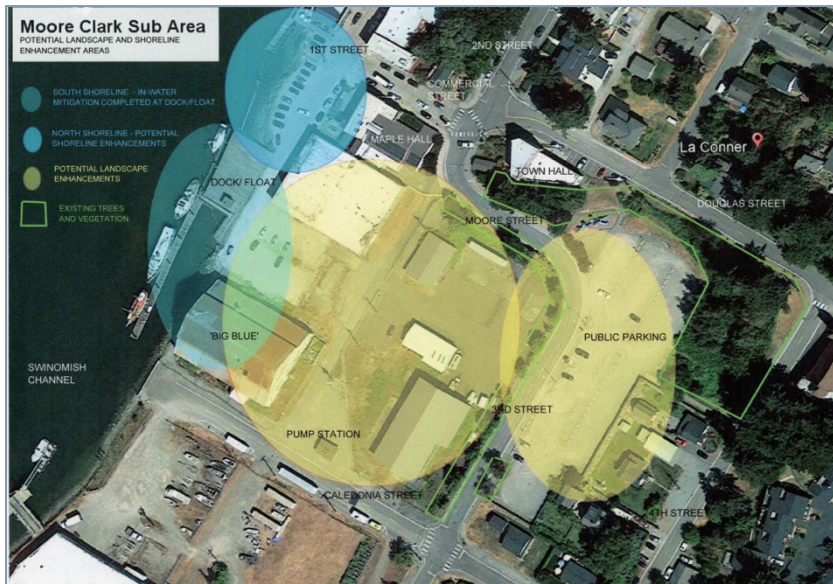 Moore Clark Sub Area
POTENTIAL LANDSCAPE AND SHORELINE
ENHANCEMENT AREAS
SOUTH SHORELINE - IN-WATER
MITIGATION COMPLETED AT DOCK/FLOAT
NORTH SHORELINE - POTENTIAL
SHORELINE ENHANCEMENTS
POTENTIAL LANDSCAPE
ENHANCEMENTS
EXISTING TREES
AND VEGETATION
1ST STREET
2ND STREET
COMMERCIAL
STREET
MAPLE HALL
La Conner
TOWN HALL
DOCK/ FLOAT
DOUGLAS STREET
MOORE STREET
'BIG BLUE'
PUBLIC PARKING
SWINOMISH
CHANNEL
3RD STREET
PUMP STATION
CALEDONIA STREET
4TH STREET